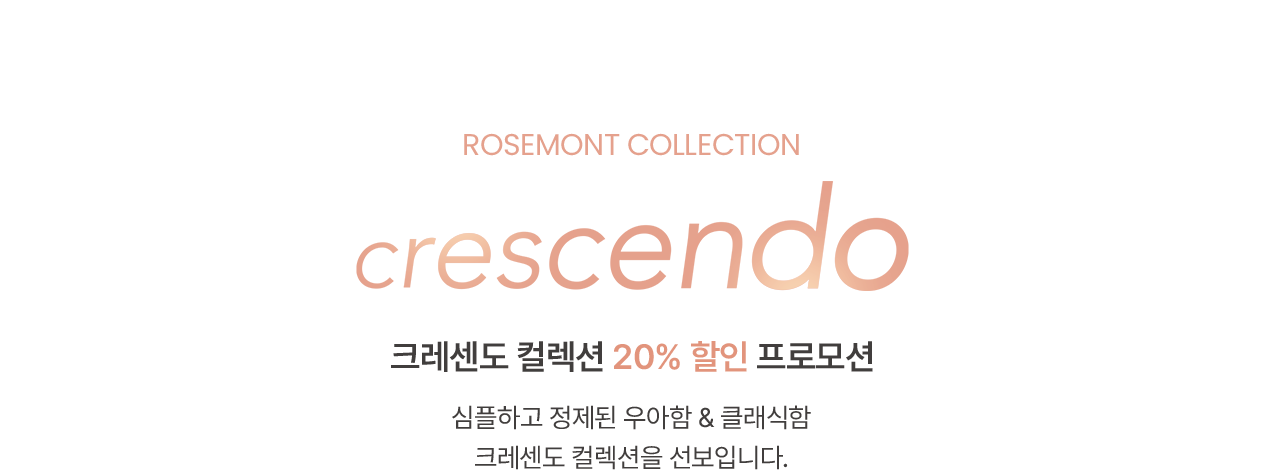 ROSEMONT COLLECTION
crescendo
크레센도 컬렉션 20% 할인 프로모션
심플하고 정제된 우아함 & 클래식함
크레센도 컬렉션을 선보입니다.